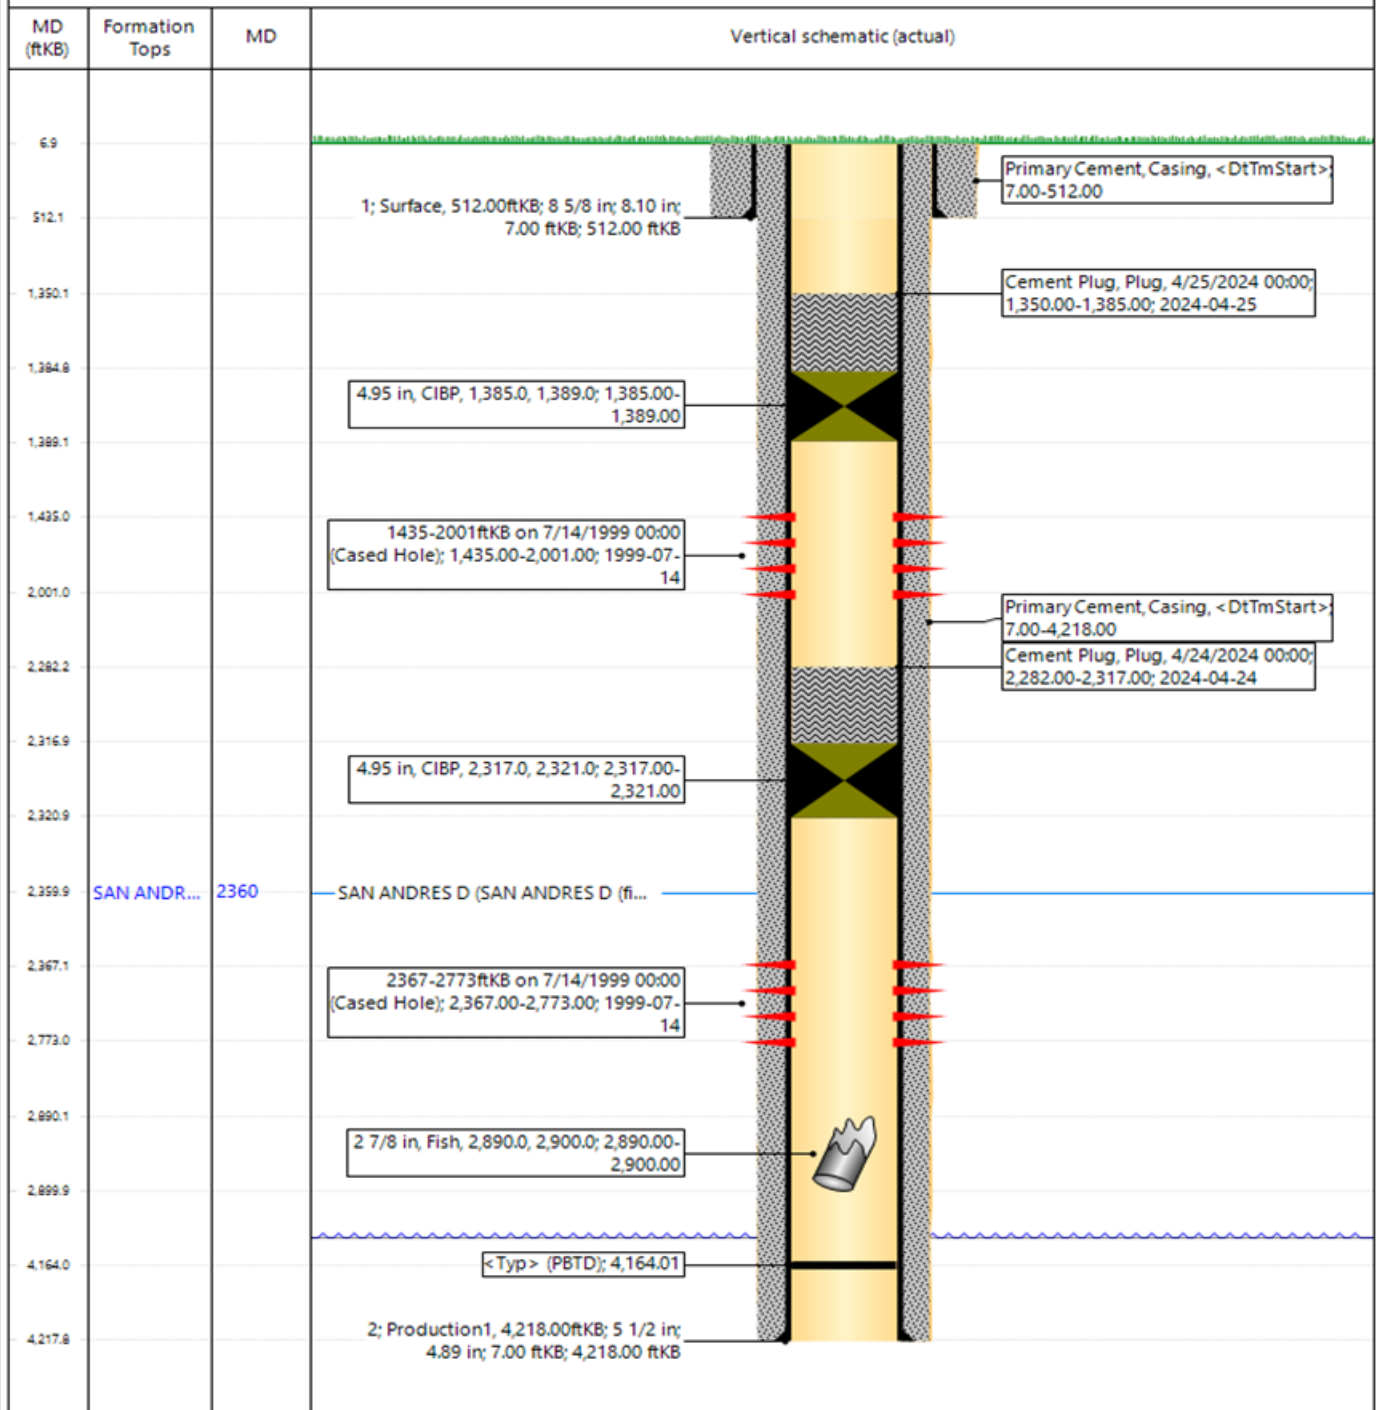 MD
(ftKB)
Formation
Tops
MD
Vertical schematic (actual)
6.9
Primary Cement, Casing, <DtTmStart>;
7.00-512.00
1; Surface, 512.00ftKB; 8 5/8 in; 8.10 in;
7.00 ftKB; 512.00 ftKB
512.1
Cement Plug, Plug, 4/25/2024 00:00;
1,350.00-1,385.00; 2024-04-25
1,350.1
1,384.8
4.95 in, CIBP, 1,385.0, 1,389.0; 1,385.00-
1,389.00
1,389.1
1,435.0
1435-2001ftKB on 7/14/1999 00:00
(Cased Hole); 1,435.00-2,001.00; 1999-07-
14
2,001.0
Primary Cement, Casing, <DtTmStart>;
7.00-4,218.00
Cement Plug, Plug, 4/24/2024 00:00;
2,282.00-2,317.00; 2024-04-24
2,282.2
2,316.9
4.95 in, CIBP, 2,317.0, 2,321.0; 2,317.00-
2,321.00
2,320.9
2,359.9
SAN ANDR...
2360
SAN ANDRES D (SAN ANDRES D (fi...
2,367.1
2367-2773ftKB on 7/14/1999 00:00
(Cased Hole); 2,367.00-2,773.00; 1999-07-
14
2,773.0
2,890.1
2 7/8 in, Fish, 2,890.0, 2,900.0; 2,890.00-
2,900.00
2,899.9
<Typ> (PBTD); 4,164.01
4,164.0
2; Production1, 4,218.00ftKB; 5 1/2 in;
4.89 in; 7.00 ftKB; 4,218.00 ftKB
4,217.8